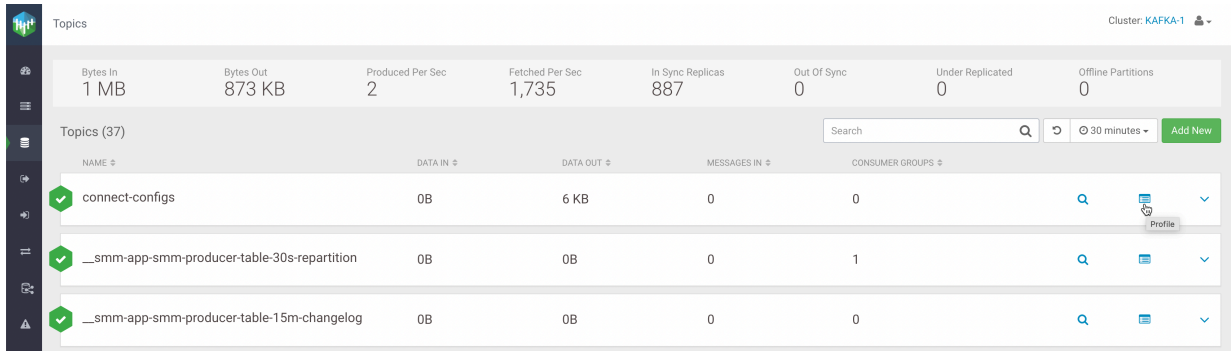 Topics
Cluster: KAFKA-1
Bytes In
1 MB
Bytes Out
873 KB
Produced Per Sec
2
Fetched Per Sec
1,735
In Sync Replicas
887
Out Of Sync
0
Under Replicated
0
Offline Partitions
0
Topics (37)
Search
30 minutes
Add New
NAME DATA IN DATA OUT MESSAGES IN CONSUMER GROUPS
connect-configs 0B 6 KB 0 0
Profile
__smm-app-smm-producer-table-30s-repartition 0B 0B 0 1
__smm-app-smm-producer-table-15m-changelog 0B 0B 0 0